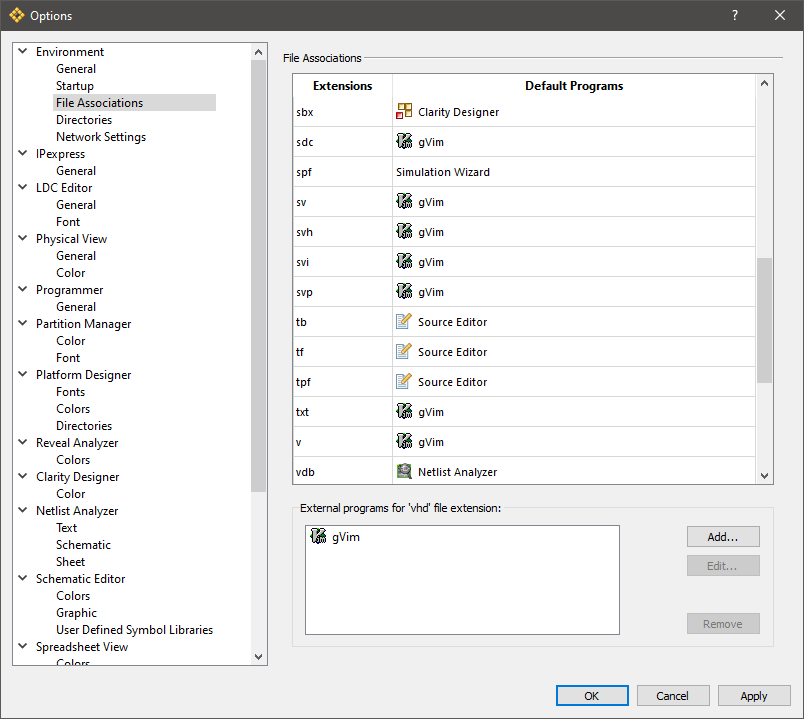 Options
Environment
General
Startup
File Associations
Directories
Network Settings
IPexpress
General
LDC Editor
General
Font
Physical View
General
Color
Programmer
General
Partition Manager
Color
Font
Platform Designer
Fonts
Colors
Directories
Reveal Analyzer
Colors
Clarity Designer
Color
Netlist Analyzer
Text
Schematic
Sheet
Schematic Editor
Colors
Graphic
User Defined Symbol Libraries
Spreadsheet View
Colors
File Associations
Extensions Default Programs
sbx Clarity Designer
sdc gVim
spf Simulation Wizard
sv gVim
svh gVim
svi gVim
svp gVim
tb Source Editor
tf Source Editor
tpf Source Editor
txt gVim
v gVim
vdb Netlist Analyzer
External programs for 'vhd' file extension:
gVim
Add...
Edit...
Remove
OK Cancel Apply